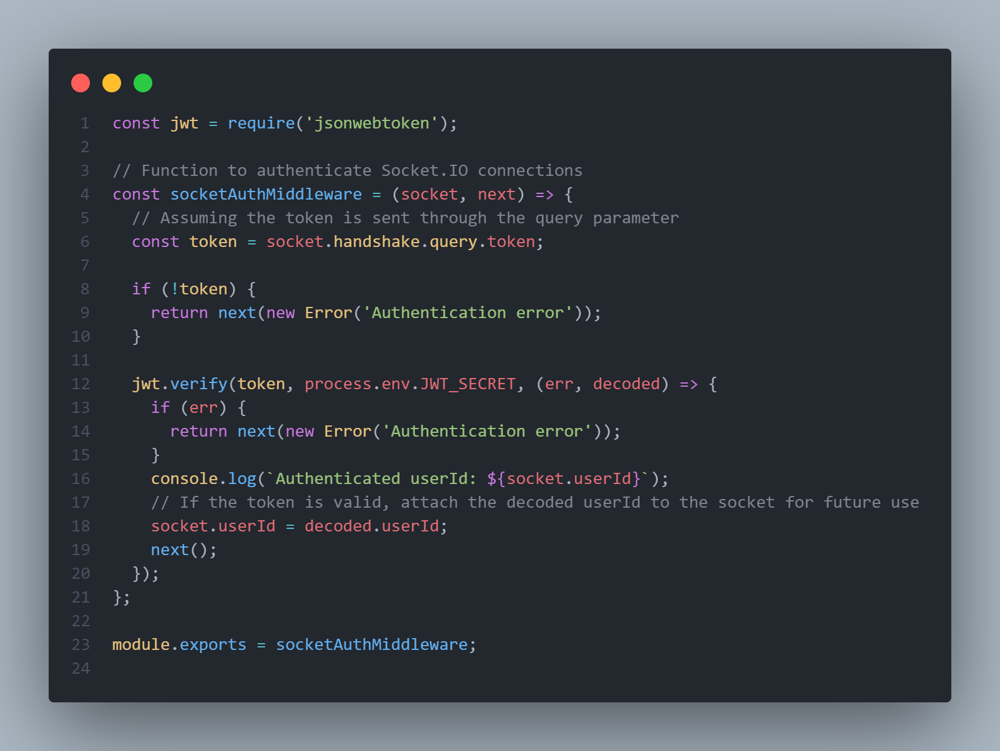 1 const jwt = require('jsonwebtoken');
2
3 // Function to authenticate Socket.IO connections
4 const socketAuthMiddleware = (socket, next) => {
5   // Assuming the token is sent through the query parameter
6   const token = socket.handshake.query.token;
7
8   if (!token) {
9     return next(new Error('Authentication error'));
10   }
11
12   jwt.verify(token, process.env.JWT_SECRET, (err, decoded) => {
13     if (err) {
14       return next(new Error('Authentication error'));
15     }
16     console.log(`Authenticated userId: ${socket.userId}`);
17     // If the token is valid, attach the decoded userId to the socket for future use
18     socket.userId = decoded.userId;
19     next();
20   });
21 };
22
23 module.exports = socketAuthMiddleware;
24